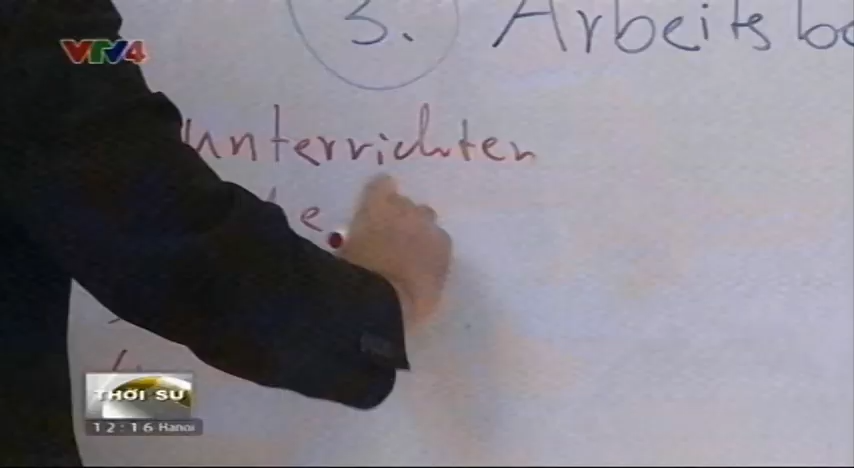 3. Arbeitsb
VTV4
unterrichten
THỜI SỰ
12:16 Hanoi